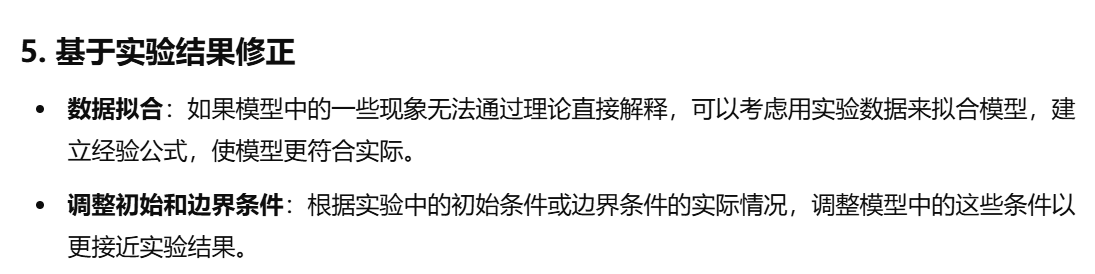 5. 基于实验结果修正
• 数据拟合：如果模型中的一些现象无法通过理论直接解释，可以考虑用实验数据来拟合模型，建
立经验公式，使模型更符合实际。
• 调整初始和边界条件：根据实验中的初始条件或边界条件的实际情况，调整模型中的这些条件以
更接近实验结果。